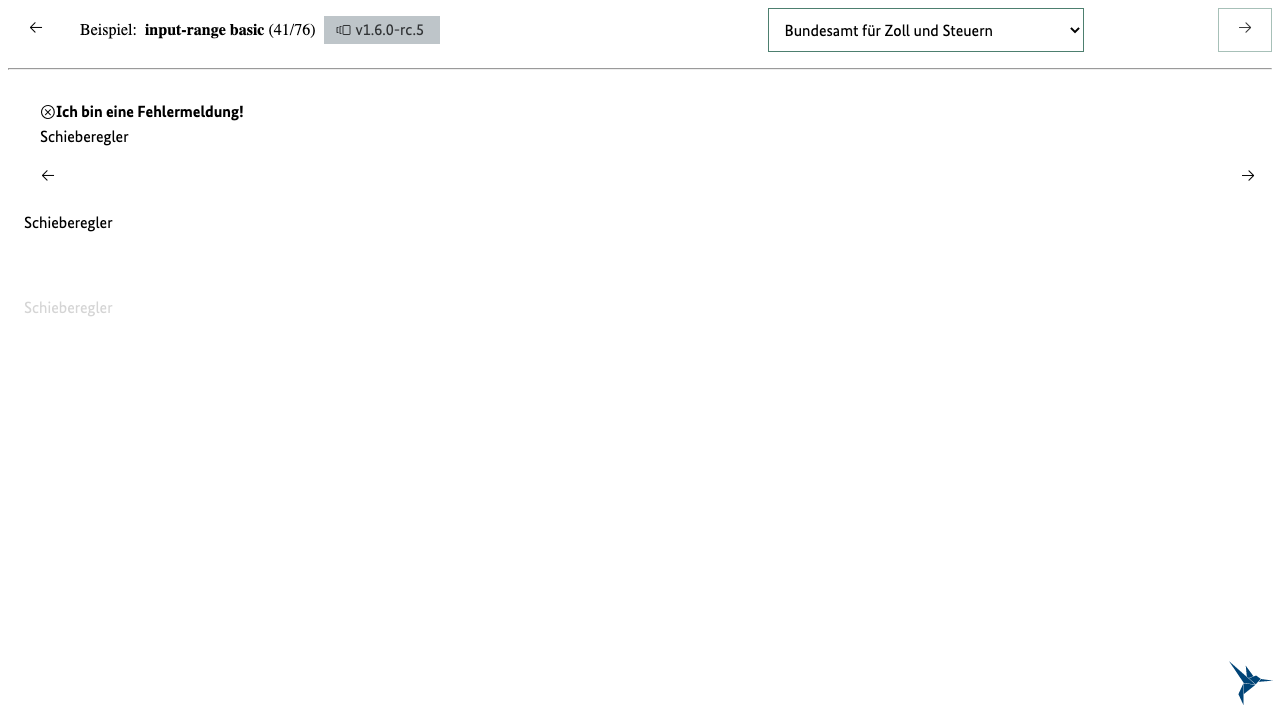 Beispiel: input-range basic (41/76) v1.6.0-rc.5 Bundesamt für Zoll und Steuern
Ich bin eine Fehlermeldung!
Schieberegler
Schieberegler
Schieberegler